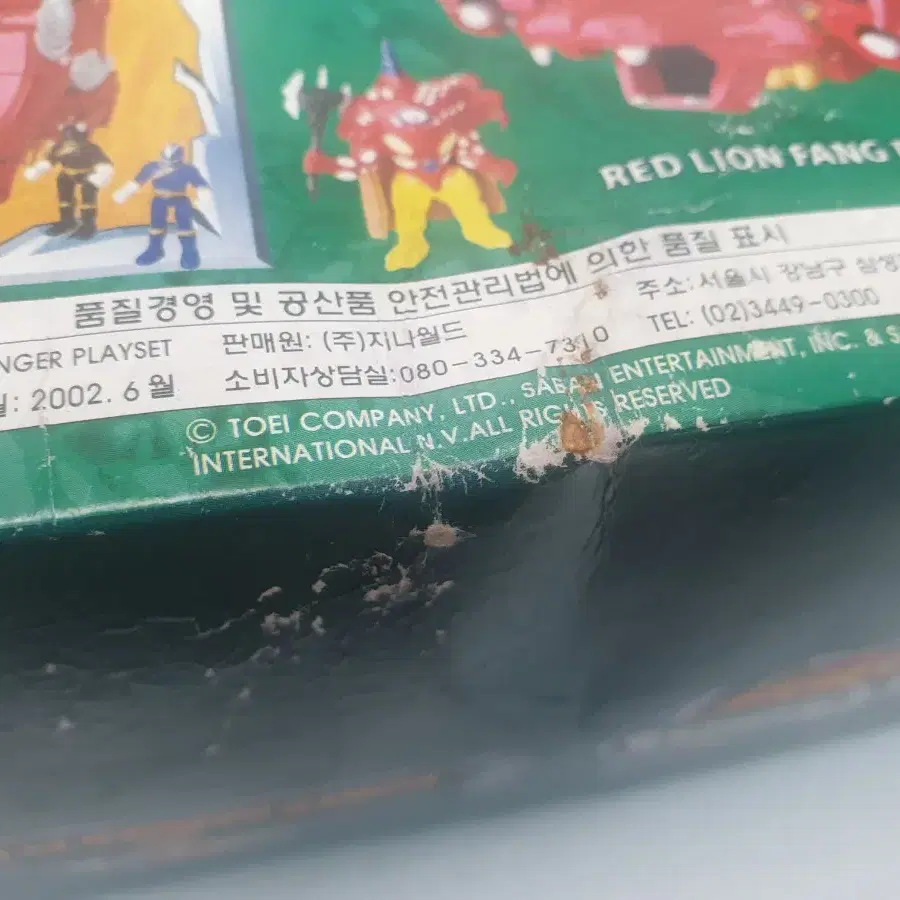 RED LION FANG
품질경영 및 공산품 안전관리법에 의한 품질 표시
NGER PLAYSET 판매원: (주)지나월드 주소: 서울시 강남구 삼성
: 2002. 6월 소비자상담실:080-334-7310 TEL: (02)3449-0300
© TOEI COMPANY, LTD., SABAN ENTERTAINMENT, INC. & S
INTERNATIONAL N.V.ALL RIGHTS RESERVED